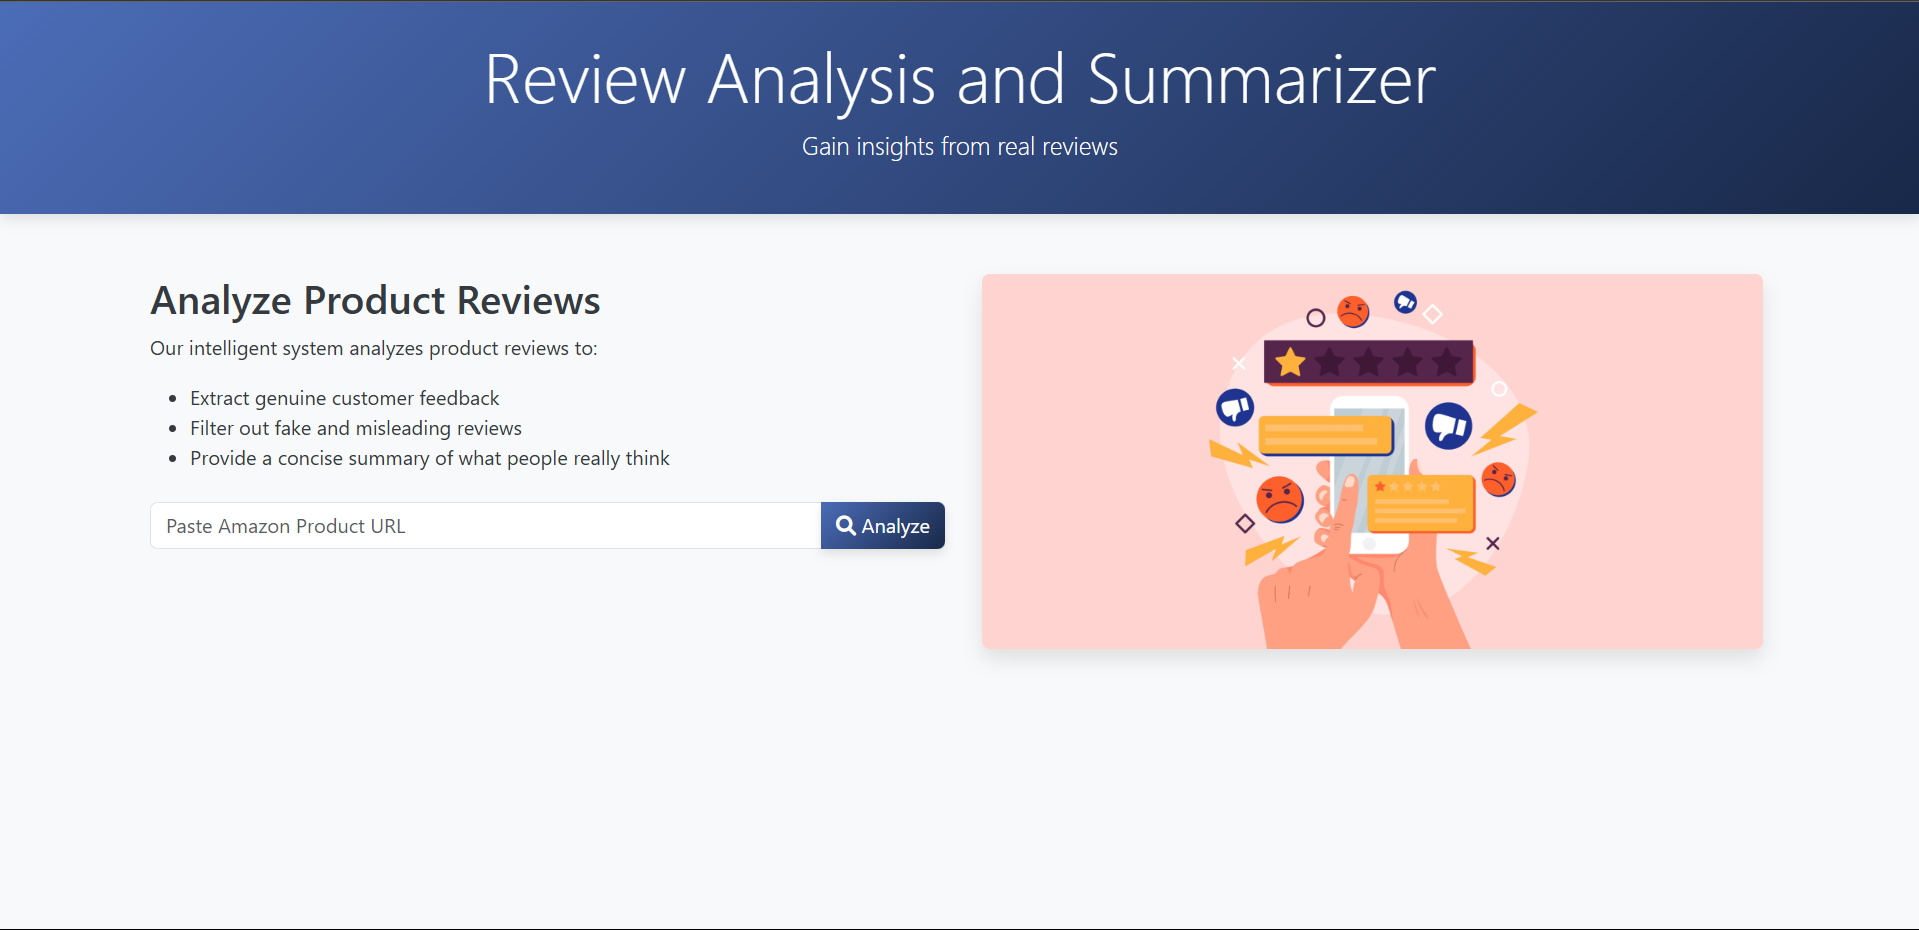 Review Analysis and Summarizer
Gain insights from real reviews
Analyze Product Reviews
Our intelligent system analyzes product reviews to:
Extract genuine customer feedback
Filter out fake and misleading reviews
Provide a concise summary of what people really think
Paste Amazon Product URL
Analyze